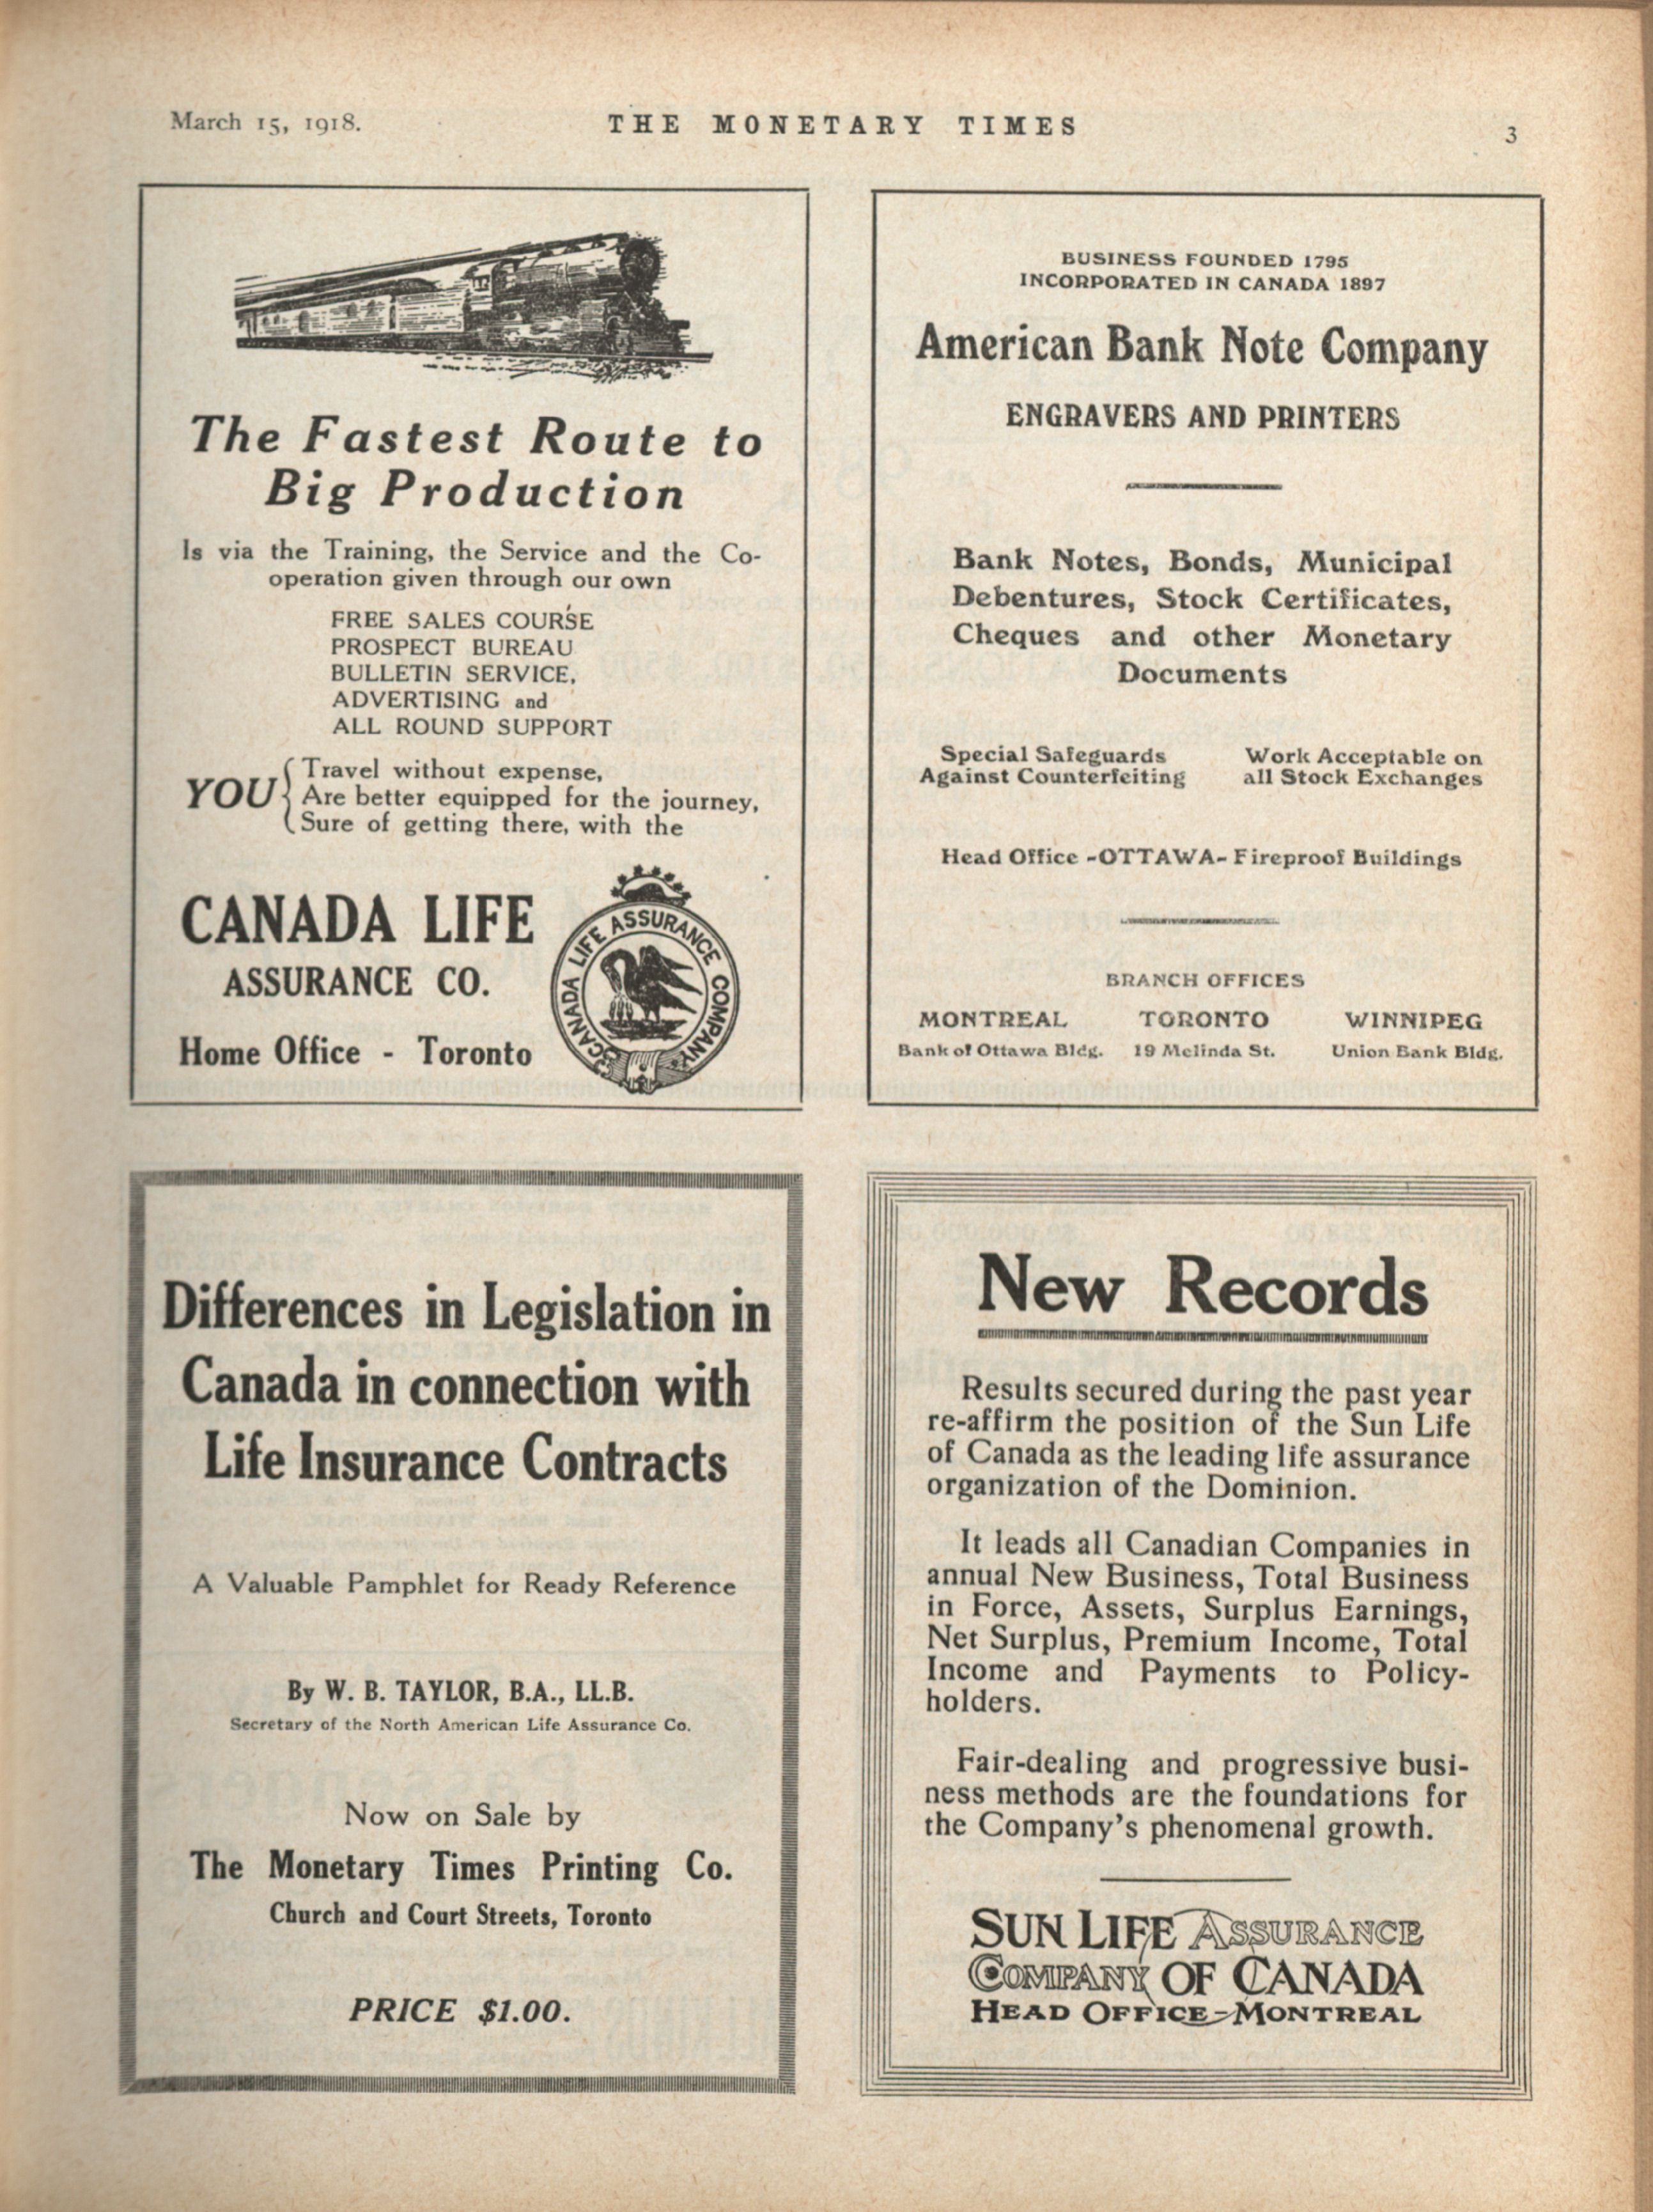 March 15, 1918.
THE MONETARY TIMES
3
The Fastest Route to
Big Production
Is via the Training, the Service and the Co-
operation given through our own
FREE SALES COURSE
PROSPECT BUREAU
BULLETIN SERVICE,
ADVERTISING and
ALL ROUND SUPPORT
YOU
Travel without expense,
Are better equipped for the journey,
Sure of getting there, with the
CANADA LIFE
ASSURANCE CO.
Home Office - Toronto
CANADA LIFE ASSURANCE COMPANY
BUSINESS FOUNDED 1795
INCORPORATED IN CANADA 1897
American Bank Note Company
ENGRAVERS AND PRINTERS
Bank Notes, Bonds, Municipal
Debentures, Stock Certificates,
Cheques and other Monetary
Documents
Special Safeguards
Against Counterfeiting
Work Acceptable on
all Stock Exchanges
Head Office -OTTAWA- Fireproof Buildings
BRANCH OFFICES
MONTREAL
Bank of Ottawa Bldg.
TORONTO
19 Melinda St.
WINNIPEG
Union Bank Bldg.
Differences in Legislation in
Canada in connection with
Life Insurance Contracts
A Valuable Pamphlet for Ready Reference
By W. B. TAYLOR, B.A., LL.B.
Secretary of the North American Life Assurance Co.
Now on Sale by
The Monetary Times Printing Co.
Church and Court Streets, Toronto
PRICE $1.00.
New Records
Results secured during the past year
re-affirm the position of the Sun Life
of Canada as the leading life assurance
organization of the Dominion.
It leads all Canadian Companies in
annual New Business, Total Business
in Force, Assets, Surplus Earnings,
Net Surplus, Premium Income, Total
Income and Payments to Policy-
holders.
Fair-dealing and progressive busi-
ness methods are the foundations for
the Company's phenomenal growth.
SUN LIFE ASSURANCE
COMPANY OF CANADA
HEAD OFFICE-MONTREAL